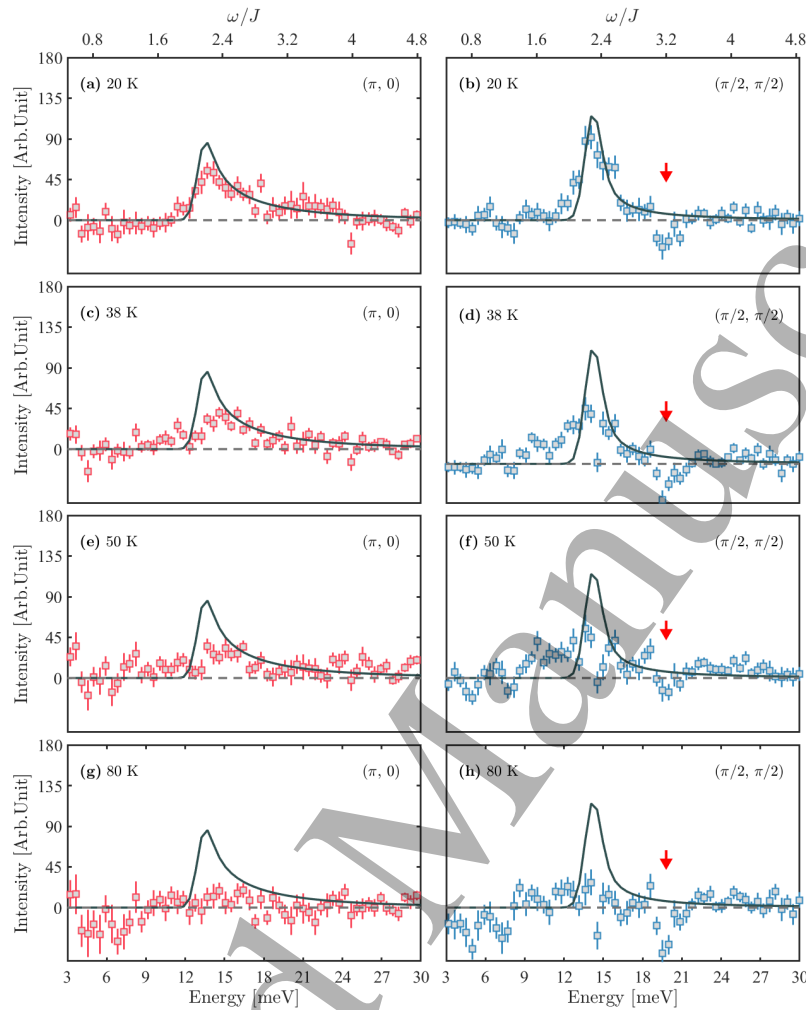 ω/J ω/J
0.8 1.6 2.4 3.2 4 4.8 0.8 1.6 2.4 3.2 4 4.8
Intensity [Arb.Unit]
180
135
90
45
0
(a) 20 K (π, 0)
(b) 20 K (π/2, π/2)
Intensity [Arb.Unit]
180
135
90
45
0
(c) 38 K (π, 0)
(d) 38 K (π/2, π/2)
Intensity [Arb.Unit]
180
135
90
45
0
(e) 50 K (π, 0)
(f) 50 K (π/2, π/2)
Intensity [Arb.Unit]
180
135
90
45
0
(g) 80 K (π, 0)
(h) 80 K (π/2, π/2)
3 6 9 12 15 18 21 24 27 30 3 6 9 12 15 18 21 24 27 30
Energy [meV] Energy [meV]
d Manusc